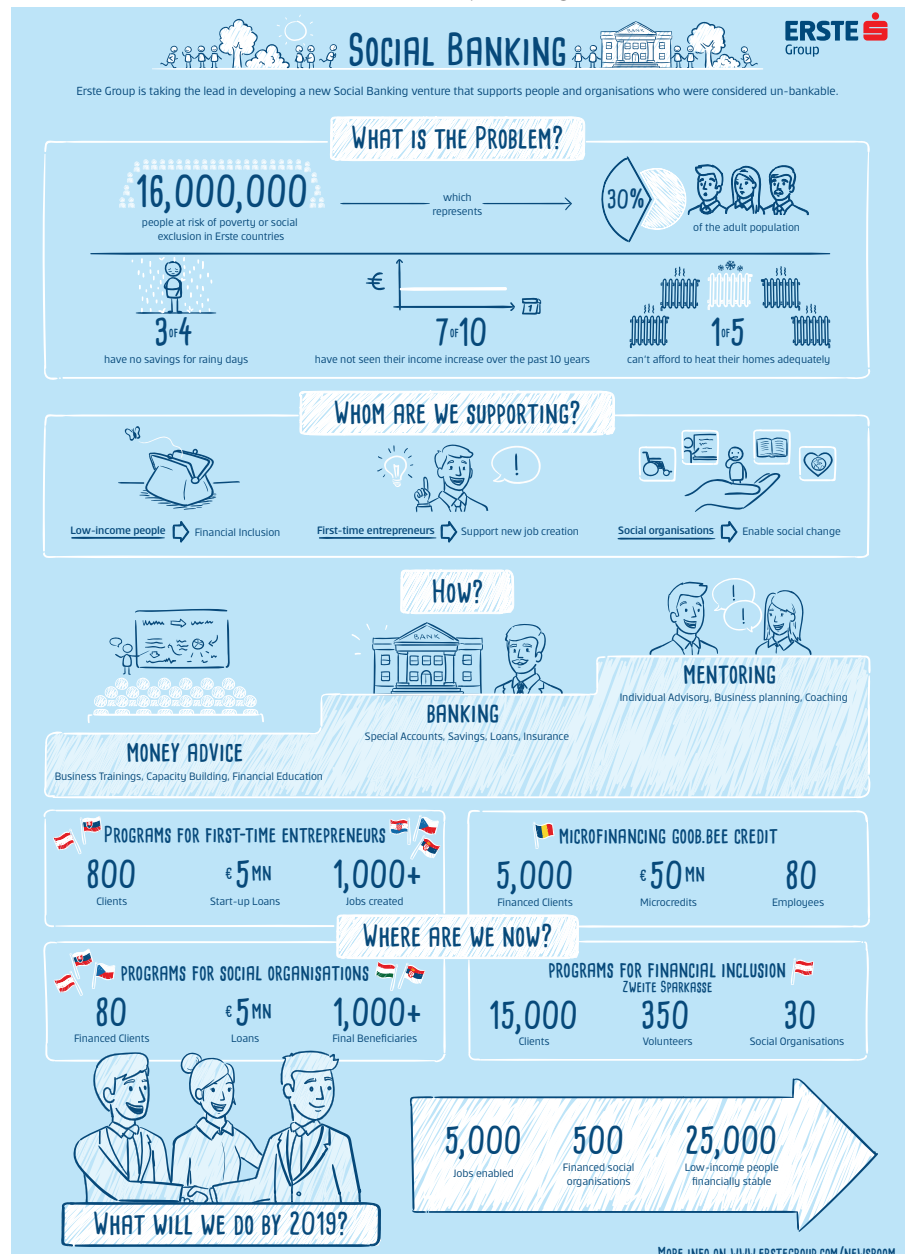 SOCIAL BANKING
BANK
ERSTE
Group
Erste Group is taking the lead in developing a new Social Banking venture that supports people and organisations who were considered un-bankable.
WHAT IS THE PROBLEM?
16,000,000
people at risk of poverty or social
exclusion in Erste countries
which
represents
30%
of the adult population
€
1
3 OF 4
have no savings for rainy days
7 OF 10
have not seen their income increase over the past 10 years
1 OF 5
can't afford to heat their homes adequately
WHOM ARE WE SUPPORTING?
!
Low-income people
Financial Inclusion
First-time entrepreneurs
Support new job creation
Social organisations
Enable social change
HOW?
!
!
BANK
MENTORING
Individual Advisory, Business planning, Coaching
BANKING
Special Accounts, Savings, Loans, Insurance
MONEY ADVICE
Business Trainings, Capacity Building, Financial Education
PROGRAMS FOR FIRST-TIME ENTREPRENEURS
800
Clients
€ 5 MN
Start-up Loans
1,000+
Jobs created
MICROFINANCING GOOB.BEE CREDIT
5,000
Financed Clients
€ 50 MN
Microcredits
80
Employees
WHERE ARE WE NOW?
PROGRAMS FOR SOCIAL ORGANISATIONS
80
Financed Clients
€ 5 MN
Loans
1,000+
Final Beneficiaries
PROGRAMS FOR FINANCIAL INCLUSION
ZWEITE SPARKASSE
15,000
Clients
350
Volunteers
30
Social Organisations
WHAT WILL WE DO BY 2019?
5,000
Jobs enabled
500
Financed social
organisations
25,000
Low-income people
financially stable
MORE INFO ON WWW.ERSTEGROUP.COM/NEWSROOM